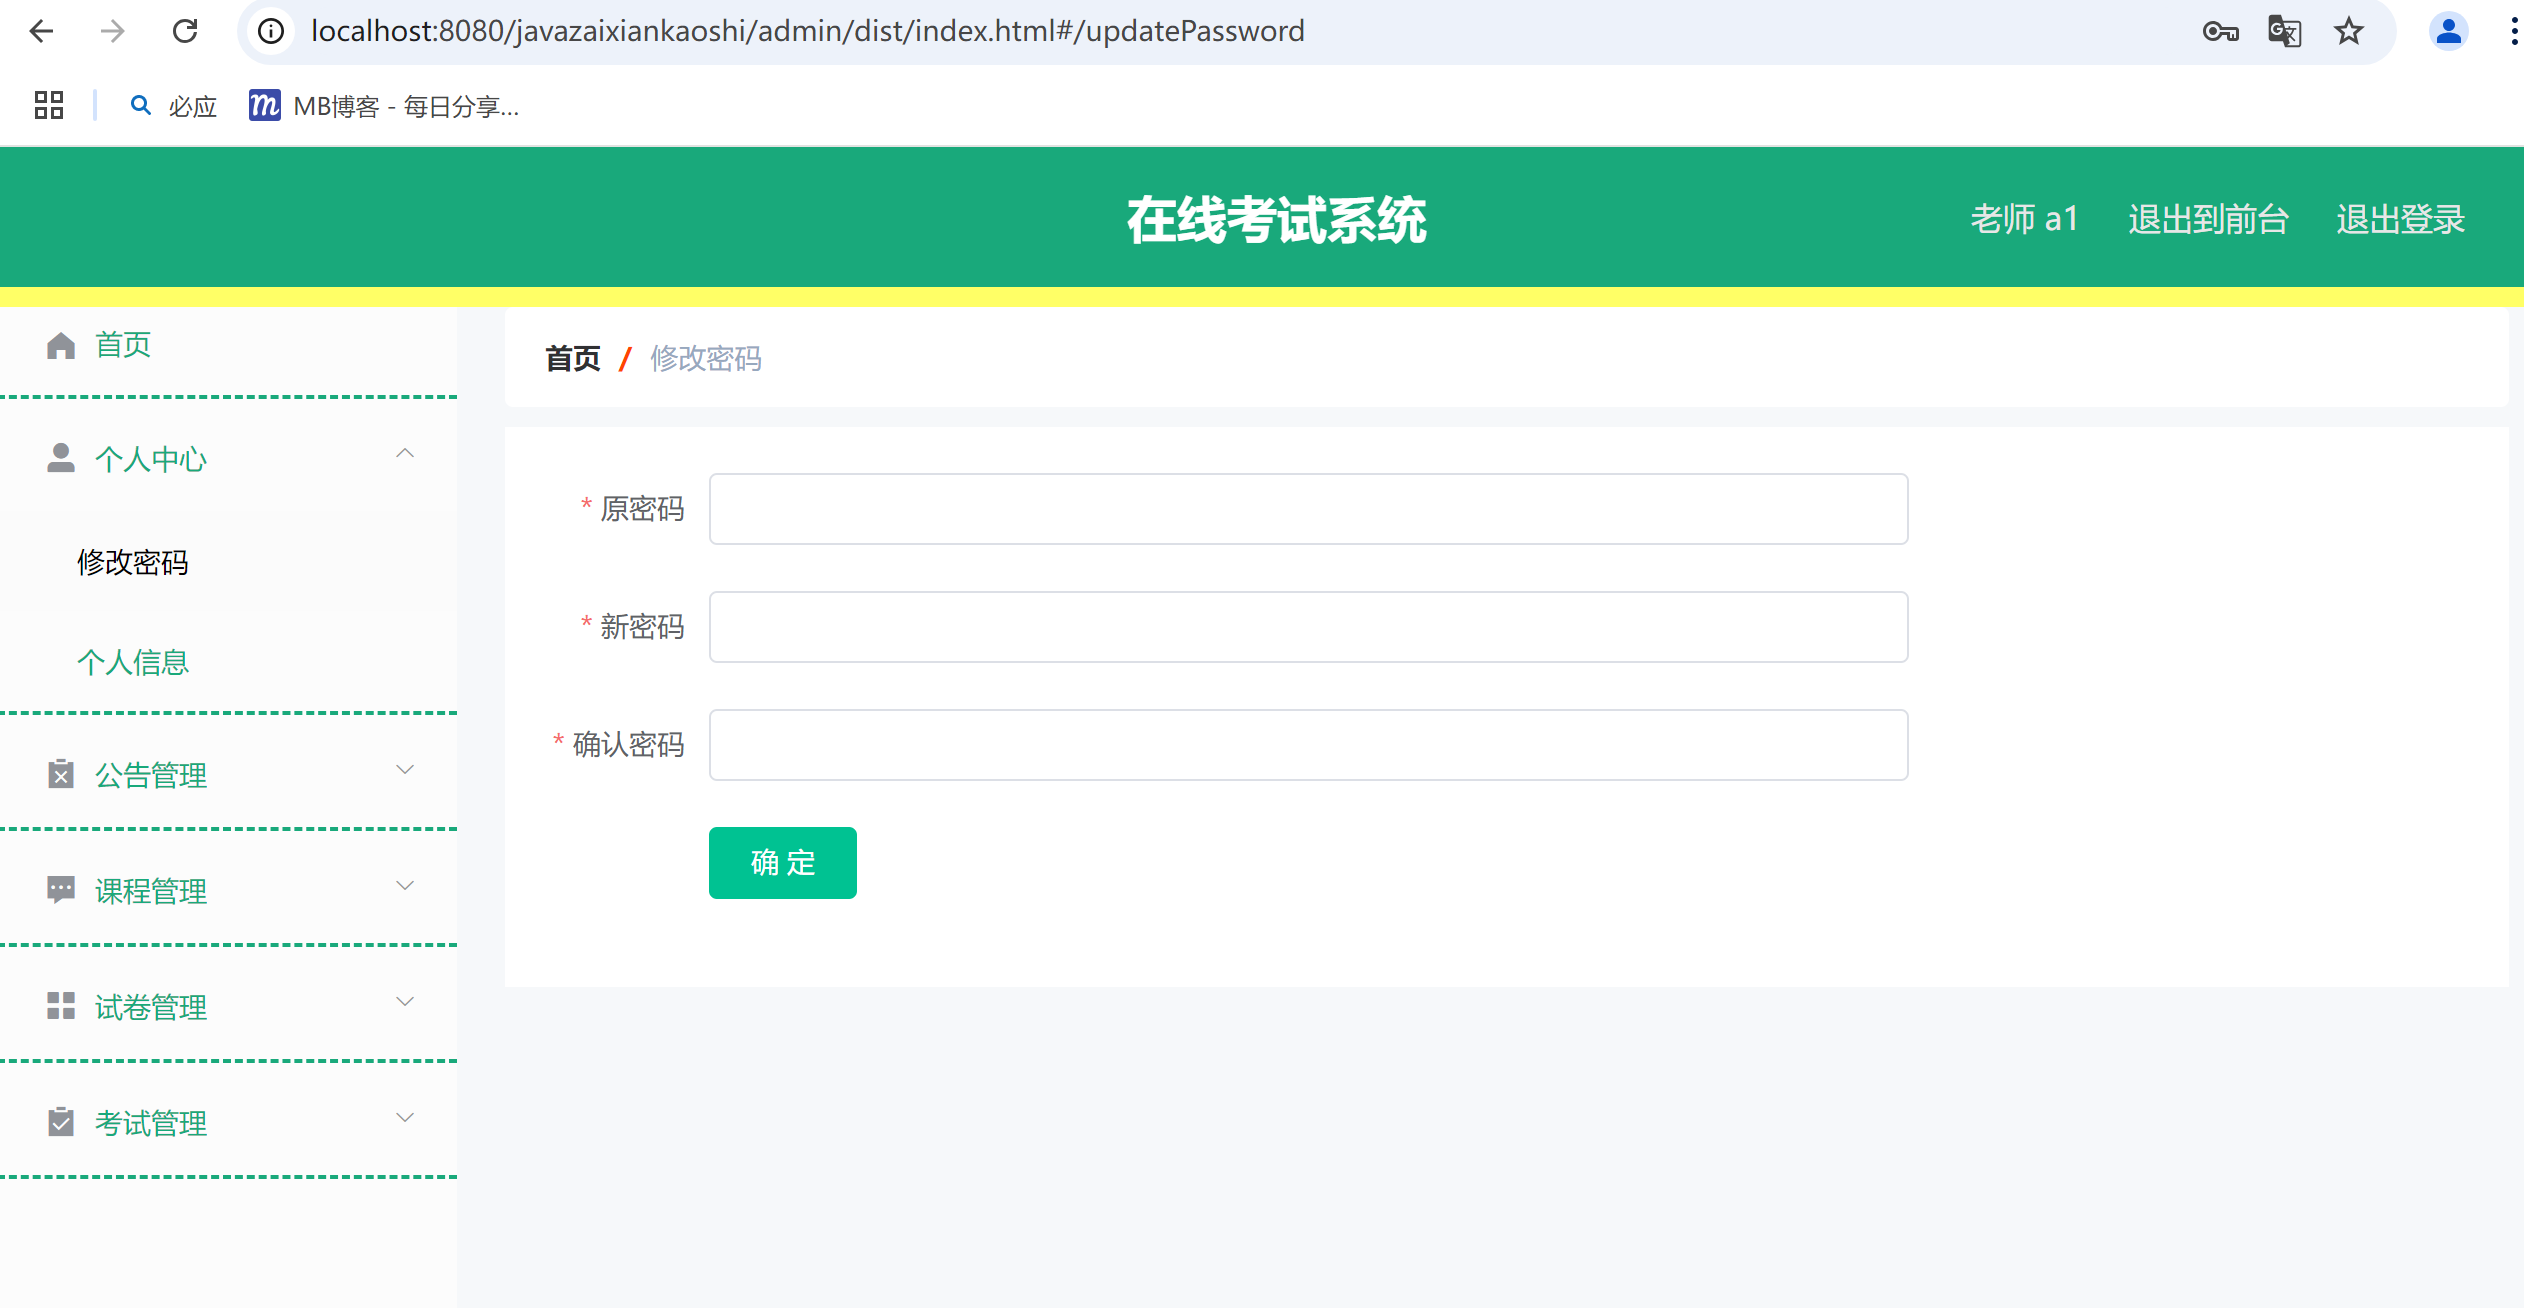 localhost:8080/javazaixiankaoshi/admin/dist/index.html#/updatePassword
必应 MB博客 - 每日分享...
在线考试系统 老师 a1 退出到前台 退出登录
首页
首页 / 修改密码
个人中心
修改密码
个人信息
公告管理
课程管理
试卷管理
考试管理
* 原密码
* 新密码
* 确认密码
确 定